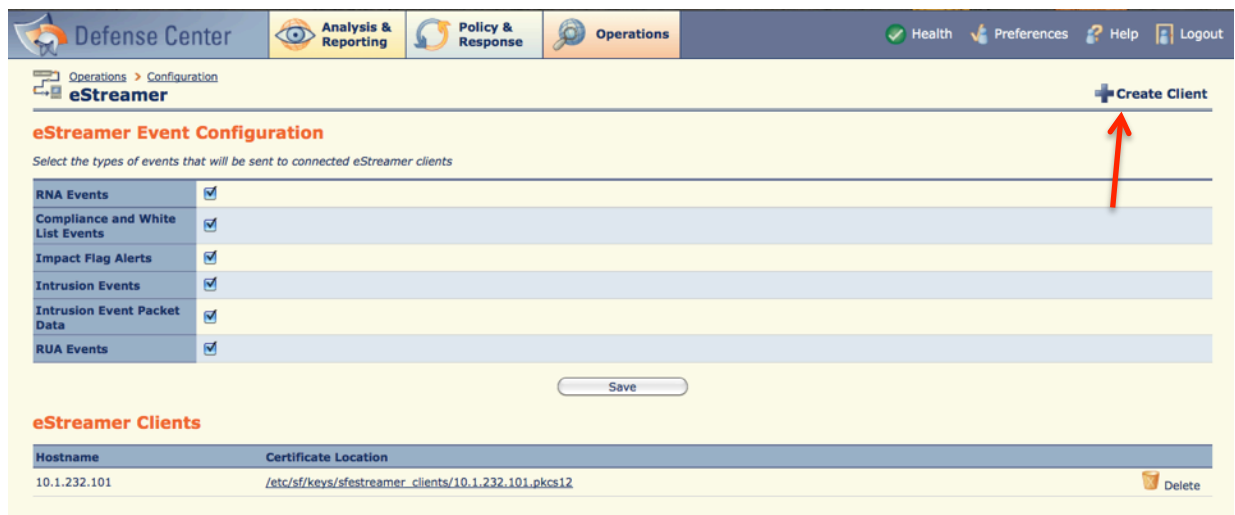 Defense Center
Analysis & Reporting
Policy & Response
Operations
Health
Preferences
Help
Logout
Operations > Configuration
eStreamer
Create Client
eStreamer Event Configuration
Select the types of events that will be sent to connected eStreamer clients
RNA Events
Compliance and White
List Events
Impact Flag Alerts
Intrusion Events
Intrusion Event Packet
Data
RUA Events
Save
eStreamer Clients
Hostname Certificate Location
10.1.232.101 /etc/sf/keys/sfestreamer_clients/10.1.232.101.pkcs12 Delete